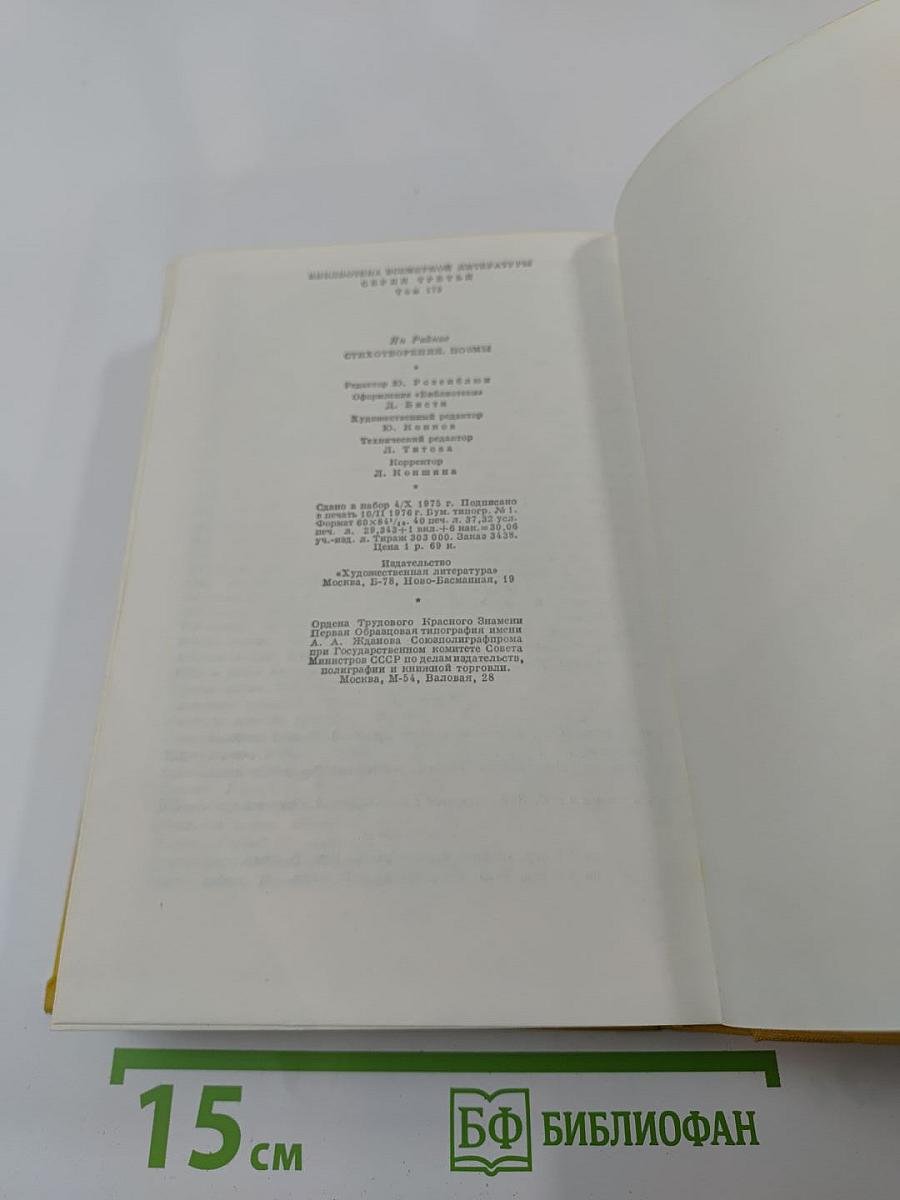 БИБЛИОТЕКА ВСЕМИРНОЙ ЛИТЕРАТУРЫ
СЕРИЯ ТРЕТЬЯ
Том 173
Ян Райнис
СТИХОТВОРЕНИЯ. ПОЭМЫ
*
Редактор Ю. Розенблюм
Оформление «Библиотеки»
Д. Бисти
Художественный редактор
Ю. Коннов
Технический редактор
Л. Титова
Корректор
Л. Коншина
*
Сдано в набор 4/X 1975 г. Подписано
в печать 10/II 1976 г. Бум. типогр. № 1.
Формат 60×84¹/₁₆. 40 печ. л. 37,32 усл.
печ. л. 29,343+1 вкл.+6 нак.=30,06
уч.-изд. л. Тираж 303 000. Заказ 3438.
Цена 1 р. 69 к.
Издательство
«Художественная литература»
Москва, Б-78, Ново-Басманная, 19
*
Ордена Трудового Красного Знамени
Первая Образцовая типография имени
А. А. Жданова Союзполиграфпрома
при Государственном комитете Совета
Министров СССР по делам издательств,
полиграфии и книжной торговли.
Москва, М-54, Валовая, 28
15 см
БФ БИБЛИОФАН